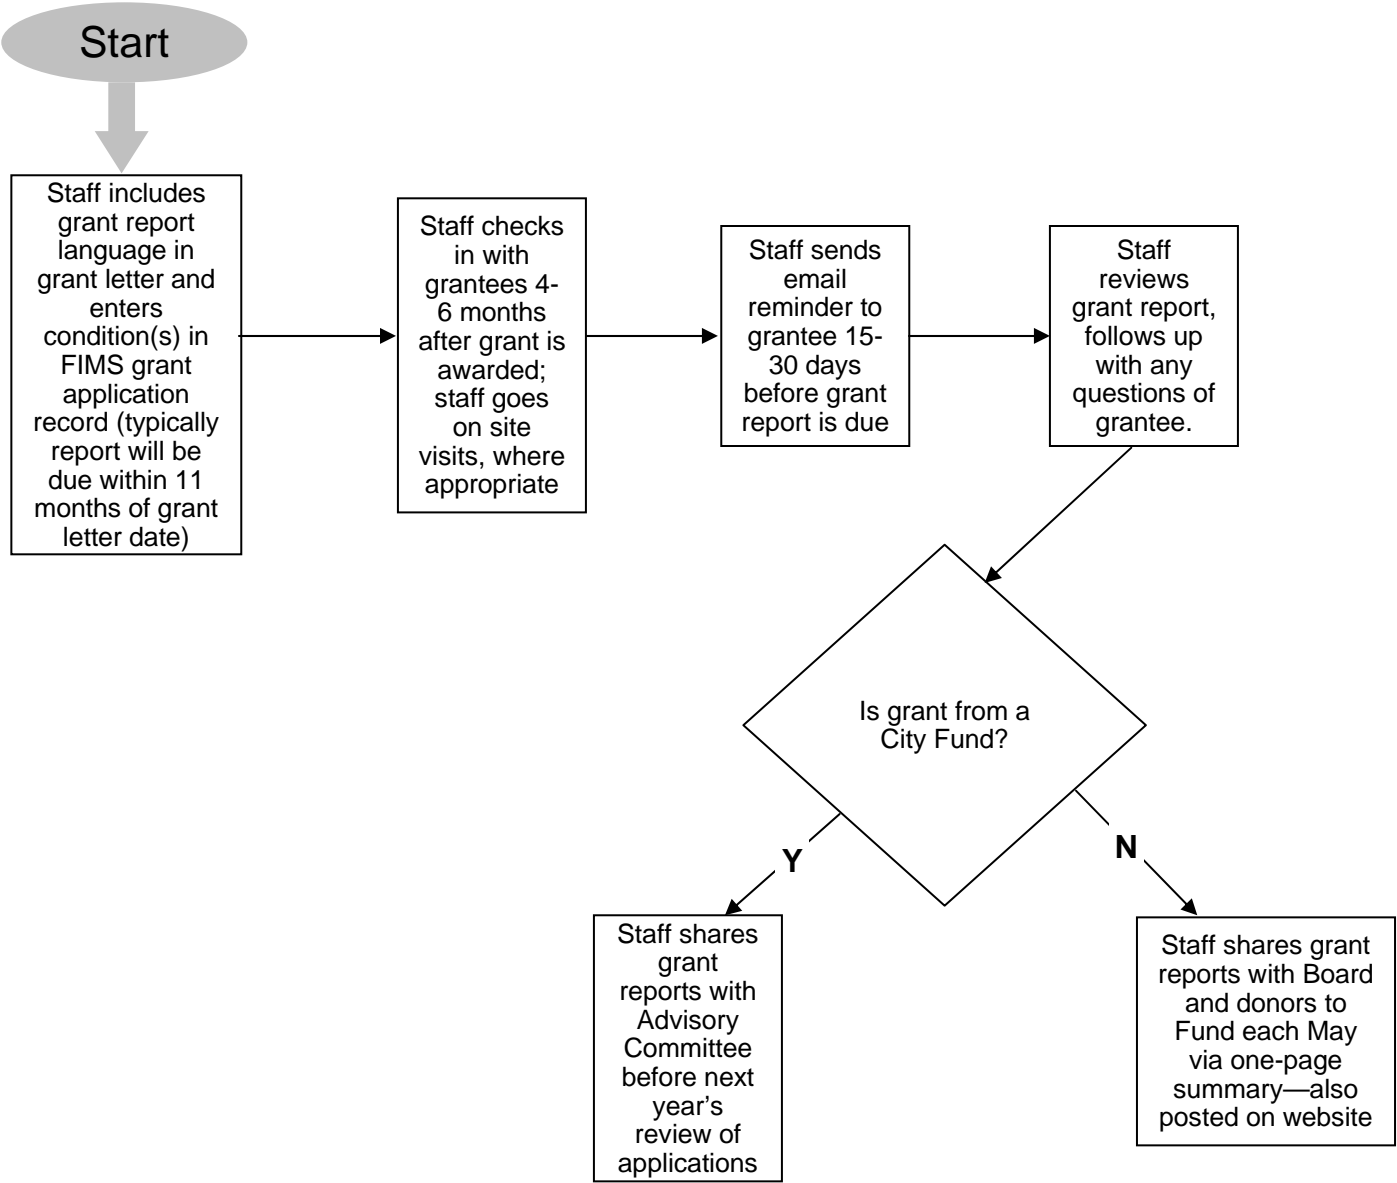 Start
Staff includes
grant report
language in
grant letter and
enters
condition(s) in
FIMS grant
application
record (typically
report will be
due within 11
months of grant
letter date)
Staff checks
in with
grantees 4-
6 months
after grant is
awarded;
staff goes
on site
visits, where
appropriate
Staff sends
email
reminder to
grantee 15-
30 days
before grant
report is due
Staff
reviews
grant report,
follows up
with any
questions of
grantee.
Is grant from a
City Fund?
Y
N
Staff shares
grant
reports with
Advisory
Committee
before next
year’s
review of
applications
Staff shares grant
reports with Board
and donors to
Fund each May
via one-page
summary—also
posted on website